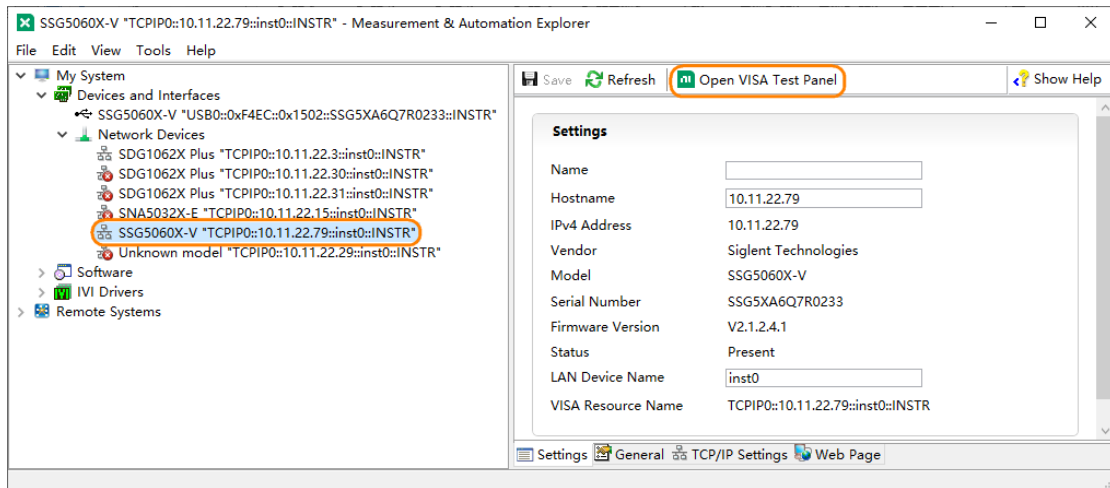 SSG5060X-V "TCPIP0::10.11.22.79::inst0::INSTR" - Measurement & Automation Explorer
File Edit View Tools Help
My System
Devices and Interfaces
SSG5060X-V "USB0::0xF4EC::0x1502::SSG5XA6Q7R0233::INSTR"
Network Devices
SDG1062X Plus "TCPIP0::10.11.22.3::inst0::INSTR"
SDG1062X Plus "TCPIP0::10.11.22.30::inst0::INSTR"
SDG1062X Plus "TCPIP0::10.11.22.31::inst0::INSTR"
SNA5032X-E "TCPIP0::10.11.22.15::inst0::INSTR"
SSG5060X-V "TCPIP0::10.11.22.79::inst0::INSTR"
Unknown model "TCPIP0::10.11.22.29::inst0::INSTR"
Software
IVI Drivers
Remote Systems
Save Refresh Open VISA Test Panel Show Help
Settings
Name
Hostname 10.11.22.79
IPv4 Address 10.11.22.79
Vendor Siglent Technologies
Model SSG5060X-V
Serial Number SSG5XA6Q7R0233
Firmware Version V2.1.2.4.1
Status Present
LAN Device Name inst0
VISA Resource Name TCPIP0::10.11.22.79::inst0::INSTR
Settings General TCP/IP Settings Web Page